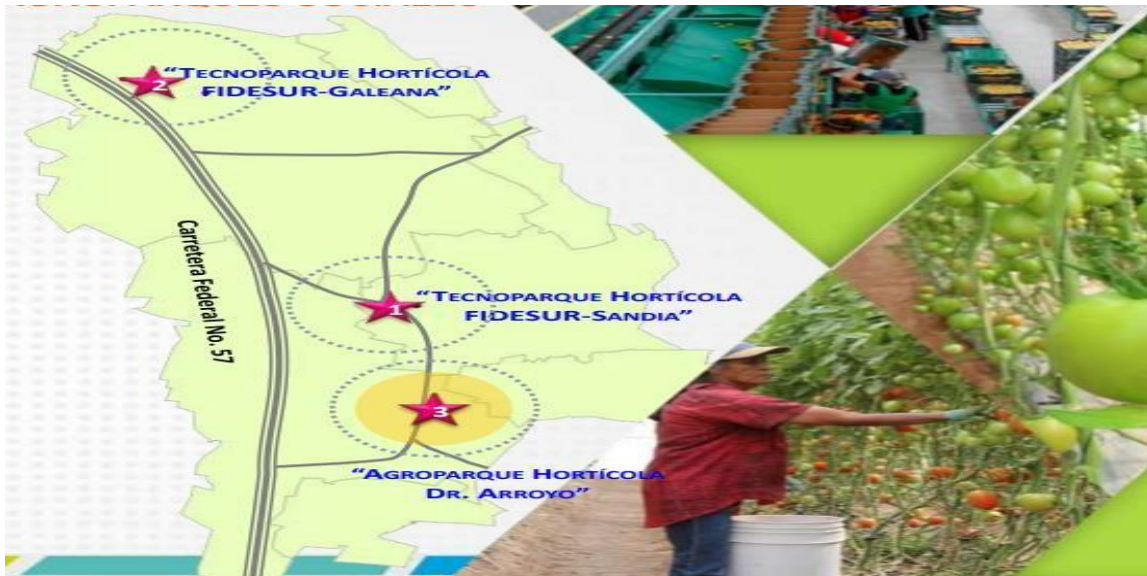 2
“TECNOPARQUE HORTÍCOLA
FIDESUR-GALEANA”
Carretera Federal No. 57
1
“TECNOPARQUE HORTÍCOLA
FIDESUR-SANDIA”
3
“AGROPARQUE HORTÍCOLA
DR. ARROYO”